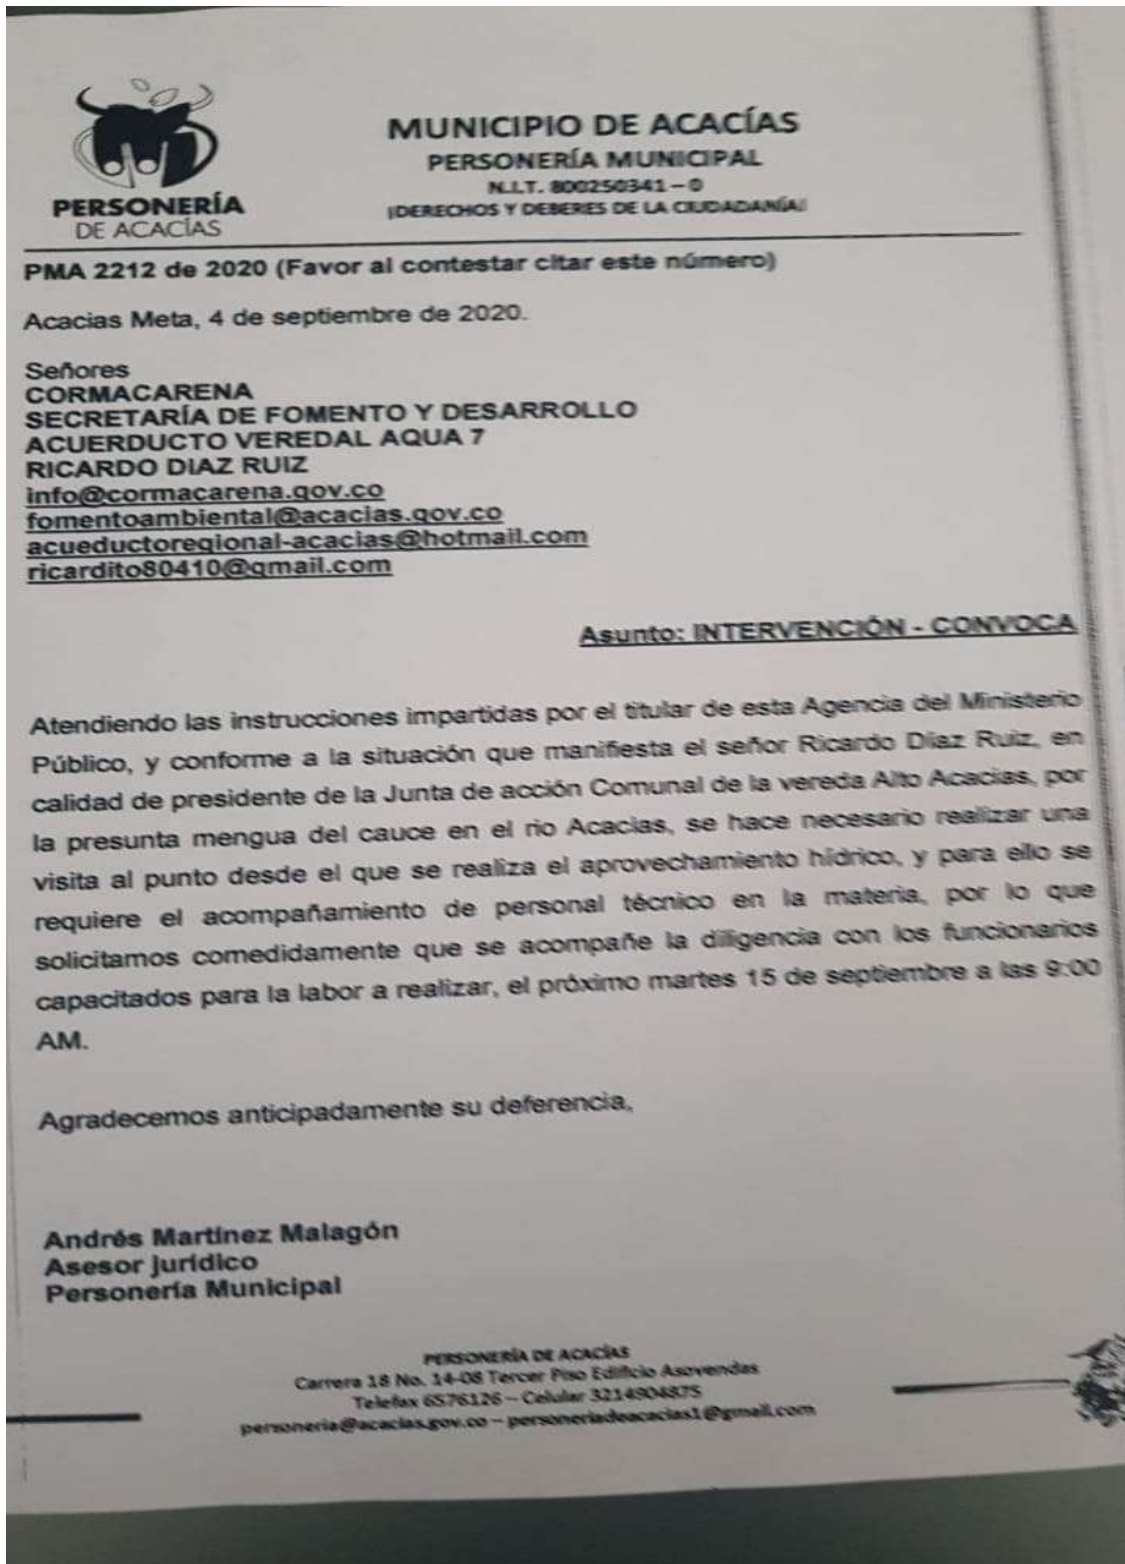 PERSONERÍA
DE ACACÍAS
MUNICIPIO DE ACACÍAS
PERSONERÍA MUNICIPAL
N.I.T. 800250341 – 0
¡DERECHOS Y DEBERES DE LA CIUDADANÍA!
PMA 2212 de 2020 (Favor al contestar citar este número)
Acacias Meta, 4 de septiembre de 2020.
Señores
CORMACARENA
SECRETARÍA DE FOMENTO Y DESARROLLO
ACUERDUCTO VEREDAL AQUA 7
RICARDO DIAZ RUIZ
info@cormacarena.gov.co
fomentoambiental@acacias.gov.co
acueductoregional-acacias@hotmail.com
ricardito80410@gmail.com
Asunto: INTERVENCIÓN - CONVOCA
Atendiendo las instrucciones impartidas por el titular de esta Agencia del Ministerio
Público, y conforme a la situación que manifiesta el señor Ricardo Díaz Ruiz, en
calidad de presidente de la Junta de acción Comunal de la vereda Alto Acacias, por
la presunta mengua del cauce en el rio Acacias, se hace necesario realizar una
visita al punto desde el que se realiza el aprovechamiento hídrico, y para ello se
requiere el acompañamiento de personal técnico en la materia, por lo que
solicitamos comedidamente que se acompañe la diligencia con los funcionarios
capacitados para la labor a realizar, el próximo martes 15 de septiembre a las 9:00
AM.
Agradecemos anticipadamente su deferencia,
Andrés Martínez Malagón
Asesor jurídico
Personería Municipal
PERSONERÍA DE ACACÍAS
Carrera 18 No. 14-08 Tercer Piso Edificio Asovendas
Telefax 6576126 – Celular 3214904875
personeria@acacias.gov.co – personeriadeacacias1@gmail.com